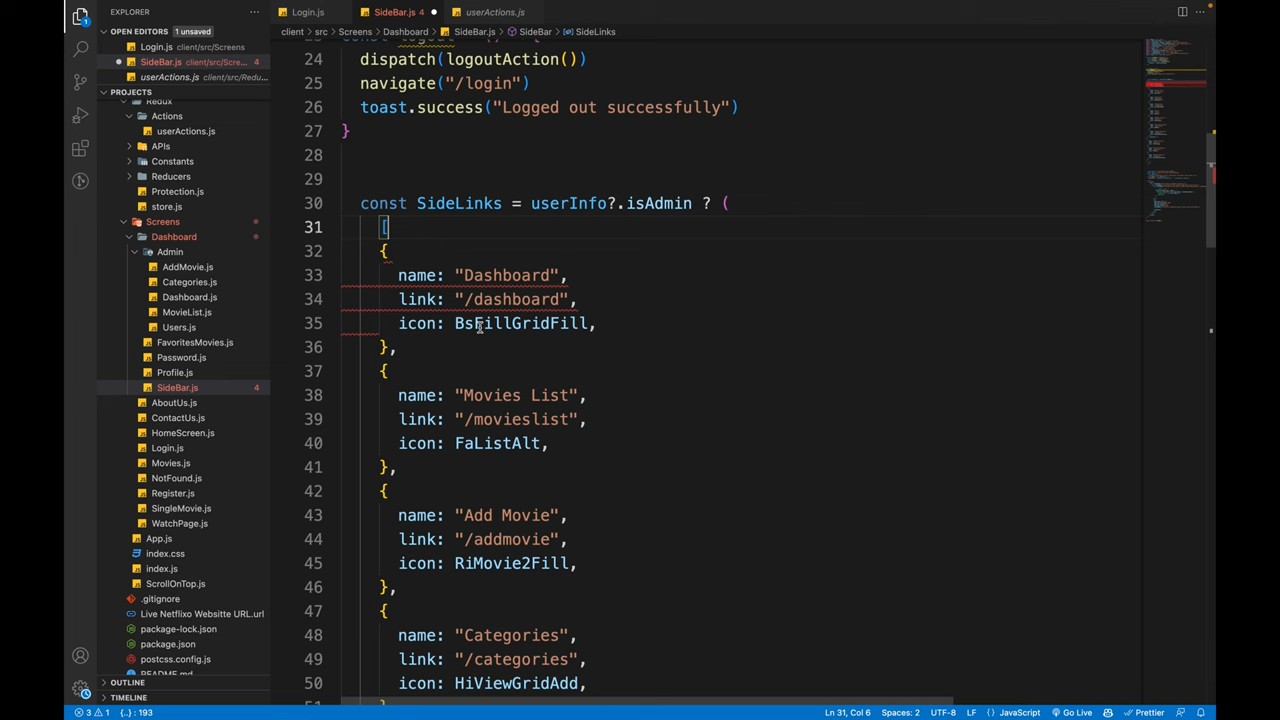 EXPLORER
OPEN EDITORS 1 unsaved
Login.js client/src/Screens
SideBar.js client/src/Scre... 4
userActions.js client/src/Redu...
PROJECTS
Redux
Actions
userActions.js
APIs
Constants
Reducers
Protection.js
store.js
Screens
Dashboard
Admin
AddMovie.js
Categories.js
Dashboard.js
MovieList.js
Users.js
FavoritesMovies.js
Password.js
Profile.js
SideBar.js 4
AboutUs.js
ContactUs.js
HomeScreen.js
Login.js
Movies.js
NotFound.js
Register.js
SingleMovie.js
WatchPage.js
App.js
index.css
index.js
ScrollOnTop.js
.gitignore
Live Netflixo Websitte URL.url
package-lock.json
package.json
postcss.config.js
README.md
OUTLINE
TIMELINE
Login.js
SideBar.js 4
userActions.js
client > src > Screens > Dashboard > SideBar.js > SideBar > SideLinks
24 dispatch(logoutAction())
25 navigate("/login")
26 toast.success("Logged out successfully")
27 }
28
29
30 const SideLinks = userInfo?.isAdmin ? (
31 [
32 {
33 name: "Dashboard",
34 link: "/dashboard",
35 icon: BsFillGridFill,
36 },
37 {
38 name: "Movies List",
39 link: "/movieslist",
40 icon: FaListAlt,
41 },
42 {
43 name: "Add Movie",
44 link: "/addmovie",
45 icon: RiMovie2Fill,
46 },
47 {
48 name: "Categories",
49 link: "/categories",
50 icon: HiViewGridAdd,
3 1 {..} : 193 Ln 31, Col 6 Spaces: 2 UTF-8 LF {} JavaScript Go Live Prettier